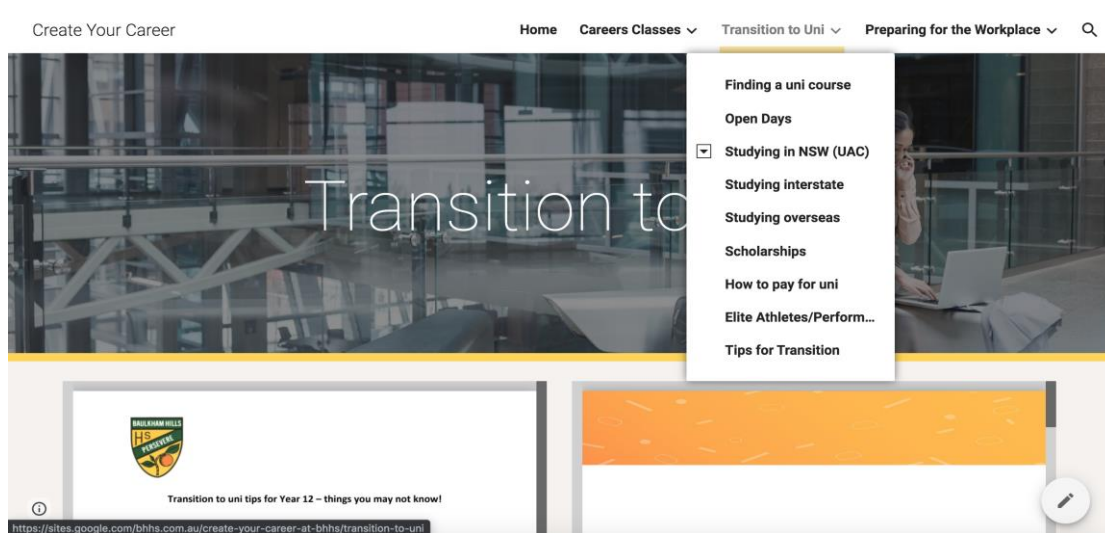 Create Your Career
Home Careers Classes Transition to Uni Preparing for the Workplace
Finding a uni course
Open Days
Studying in NSW (UAC)
Studying interstate
Studying overseas
Scholarships
How to pay for uni
Elite Athletes/Perform...
Tips for Transition
Transition to
BAULKHAM HILLS
HS
PERSEVERE
Transition to uni tips for Year 12 – things you may not know!
https://sites.google.com/bhhs.com.au/create-your-career-at-bhhs/transition-to-uni